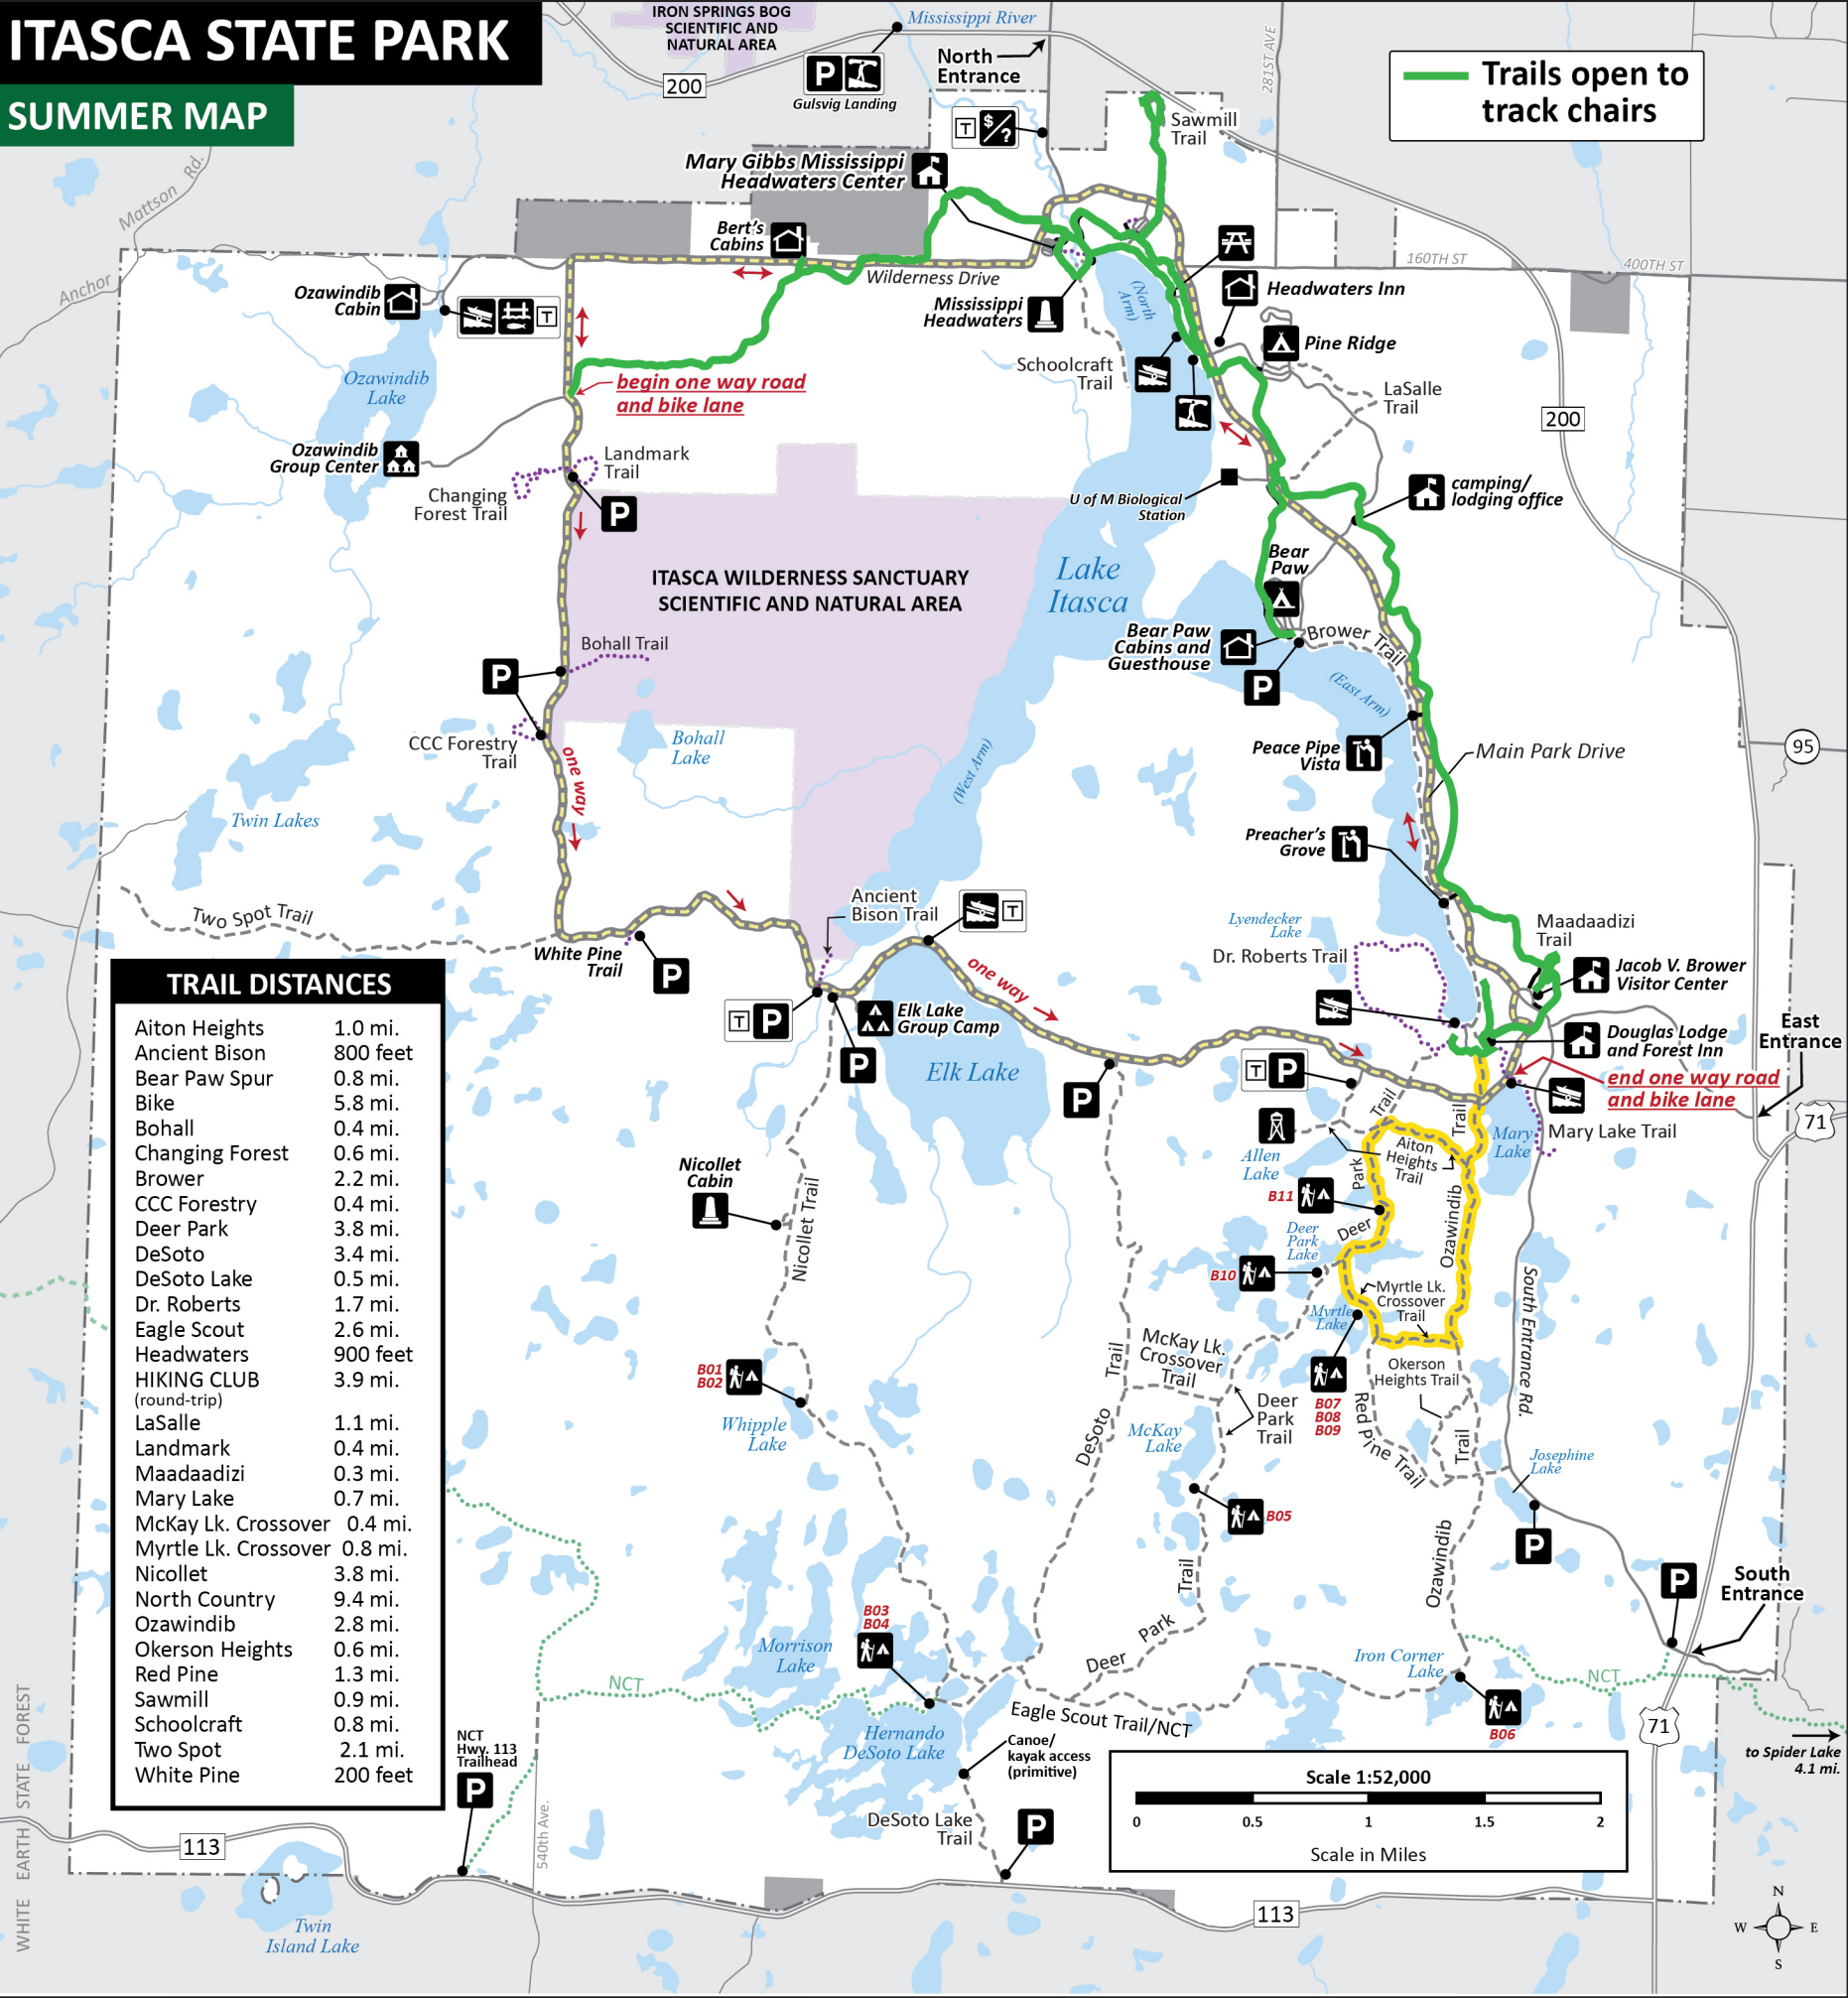 ITASCA STATE PARK
SUMMER MAP
IRON SPRINGS BOG
SCIENTIFIC AND
NATURAL AREA
Mississippi River
North
Entrance
200
P
Gulsvig Landing
281ST AVE
Trails open to
track chairs
T
$/?
Sawmill
Trail
Mattson Rd.
Mary Gibbs Mississippi
Headwaters Center
Bert's
Cabins
Anchor
Wilderness Drive
160TH ST
400TH ST
Ozawindib
Cabin
T
Mississippi
Headwaters
(North
Arm)
Headwaters Inn
Pine Ridge
Schoolcraft
Trail
LaSalle
Trail
Ozawindib
Lake
begin one way road
and bike lane
200
Ozawindib
Group Center
Landmark
Trail
Changing
Forest Trail
P
U of M Biological
Station
camping/
lodging office
ITASCA WILDERNESS SANCTUARY
SCIENTIFIC AND NATURAL AREA
Lake
Itasca
Bear
Paw
Bohall Trail
P
Bear Paw
Cabins and
Guesthouse
Brower Trail
P
(East Arm)
CCC Forestry
Trail
one way
Bohall
Lake
(West Arm)
Peace Pipe
Vista
Main Park Drive
95
Twin Lakes
Preacher's
Grove
Two Spot Trail
Ancient
Bison Trail
T
Lyendecker
Lake
Maadaadizi
Trail
White Pine
Trail
P
one way
Dr. Roberts Trail
Jacob V. Brower
Visitor Center
T P
Elk Lake
Group Camp
P
Douglas Lodge
and Forest Inn
East
Entrance
Elk Lake
P
T P
end one way road
and bike lane
71
Trail
Trail
Mary
Lake
Mary Lake Trail
Allen
Lake
Aiton
Heights
Trail
Park
B11
Deer
Deer
Park
Lake
Ozawindib
B10
Nicollet
Cabin
Nicollet Trail
Myrtle
Lake
Myrtle Lk.
Crossover
Trail
South Entrance Rd.
McKay Lk.
Crossover
Trail
Trail
B01
B02
Whipple
Lake
B07
B08
B09
Okerson
Heights Trail
Deer
Park
Trail
Red Pine Trail
Trail
DeSoto
McKay
Lake
Josephine
Lake
B05
P
Ozawindib
Trail
Park
Deer
P
South
Entrance
B03
B04
Morrison
Lake
NCT
Iron Corner
Lake
NCT
B06
Eagle Scout Trail/NCT
Hernando
DeSoto Lake
Canoe/
kayak access
(primitive)
71
to Spider Lake
4.1 mi.
NCT
Hwy. 113
Trailhead
P
DeSoto Lake
Trail
P
540th Ave.
WHITE EARTH STATE FOREST
113
113
Twin
Island Lake
TRAIL DISTANCES
Aiton Heights 1.0 mi.
Ancient Bison 800 feet
Bear Paw Spur 0.8 mi.
Bike 5.8 mi.
Bohall 0.4 mi.
Changing Forest 0.6 mi.
Brower 2.2 mi.
CCC Forestry 0.4 mi.
Deer Park 3.8 mi.
DeSoto 3.4 mi.
DeSoto Lake 0.5 mi.
Dr. Roberts 1.7 mi.
Eagle Scout 2.6 mi.
Headwaters 900 feet
HIKING CLUB 3.9 mi.
(round-trip)
LaSalle 1.1 mi.
Landmark 0.4 mi.
Maadaadizi 0.3 mi.
Mary Lake 0.7 mi.
McKay Lk. Crossover 0.4 mi.
Myrtle Lk. Crossover 0.8 mi.
Nicollet 3.8 mi.
North Country 9.4 mi.
Ozawindib 2.8 mi.
Okerson Heights 0.6 mi.
Red Pine 1.3 mi.
Sawmill 0.9 mi.
Schoolcraft 0.8 mi.
Two Spot 2.1 mi.
White Pine 200 feet
Scale 1:52,000
0 0.5 1 1.5 2
Scale in Miles
N
W E
S